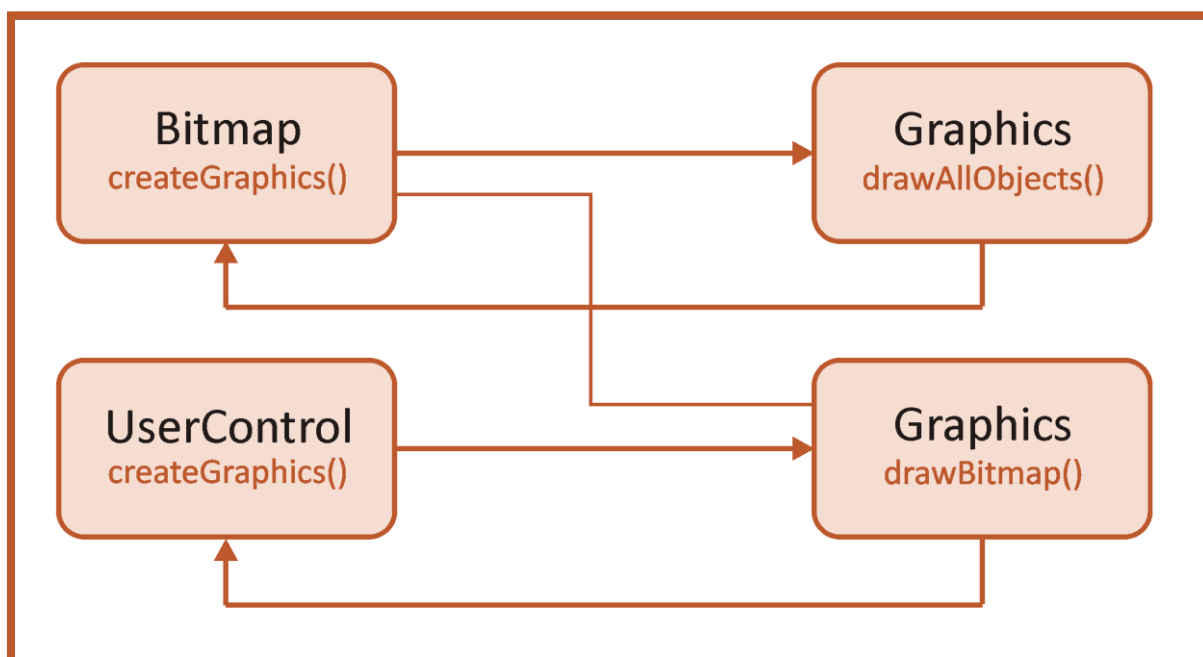 Bitmap
createGraphics()
Graphics
drawAllObjects()
UserControl
createGraphics()
Graphics
drawBitmap()